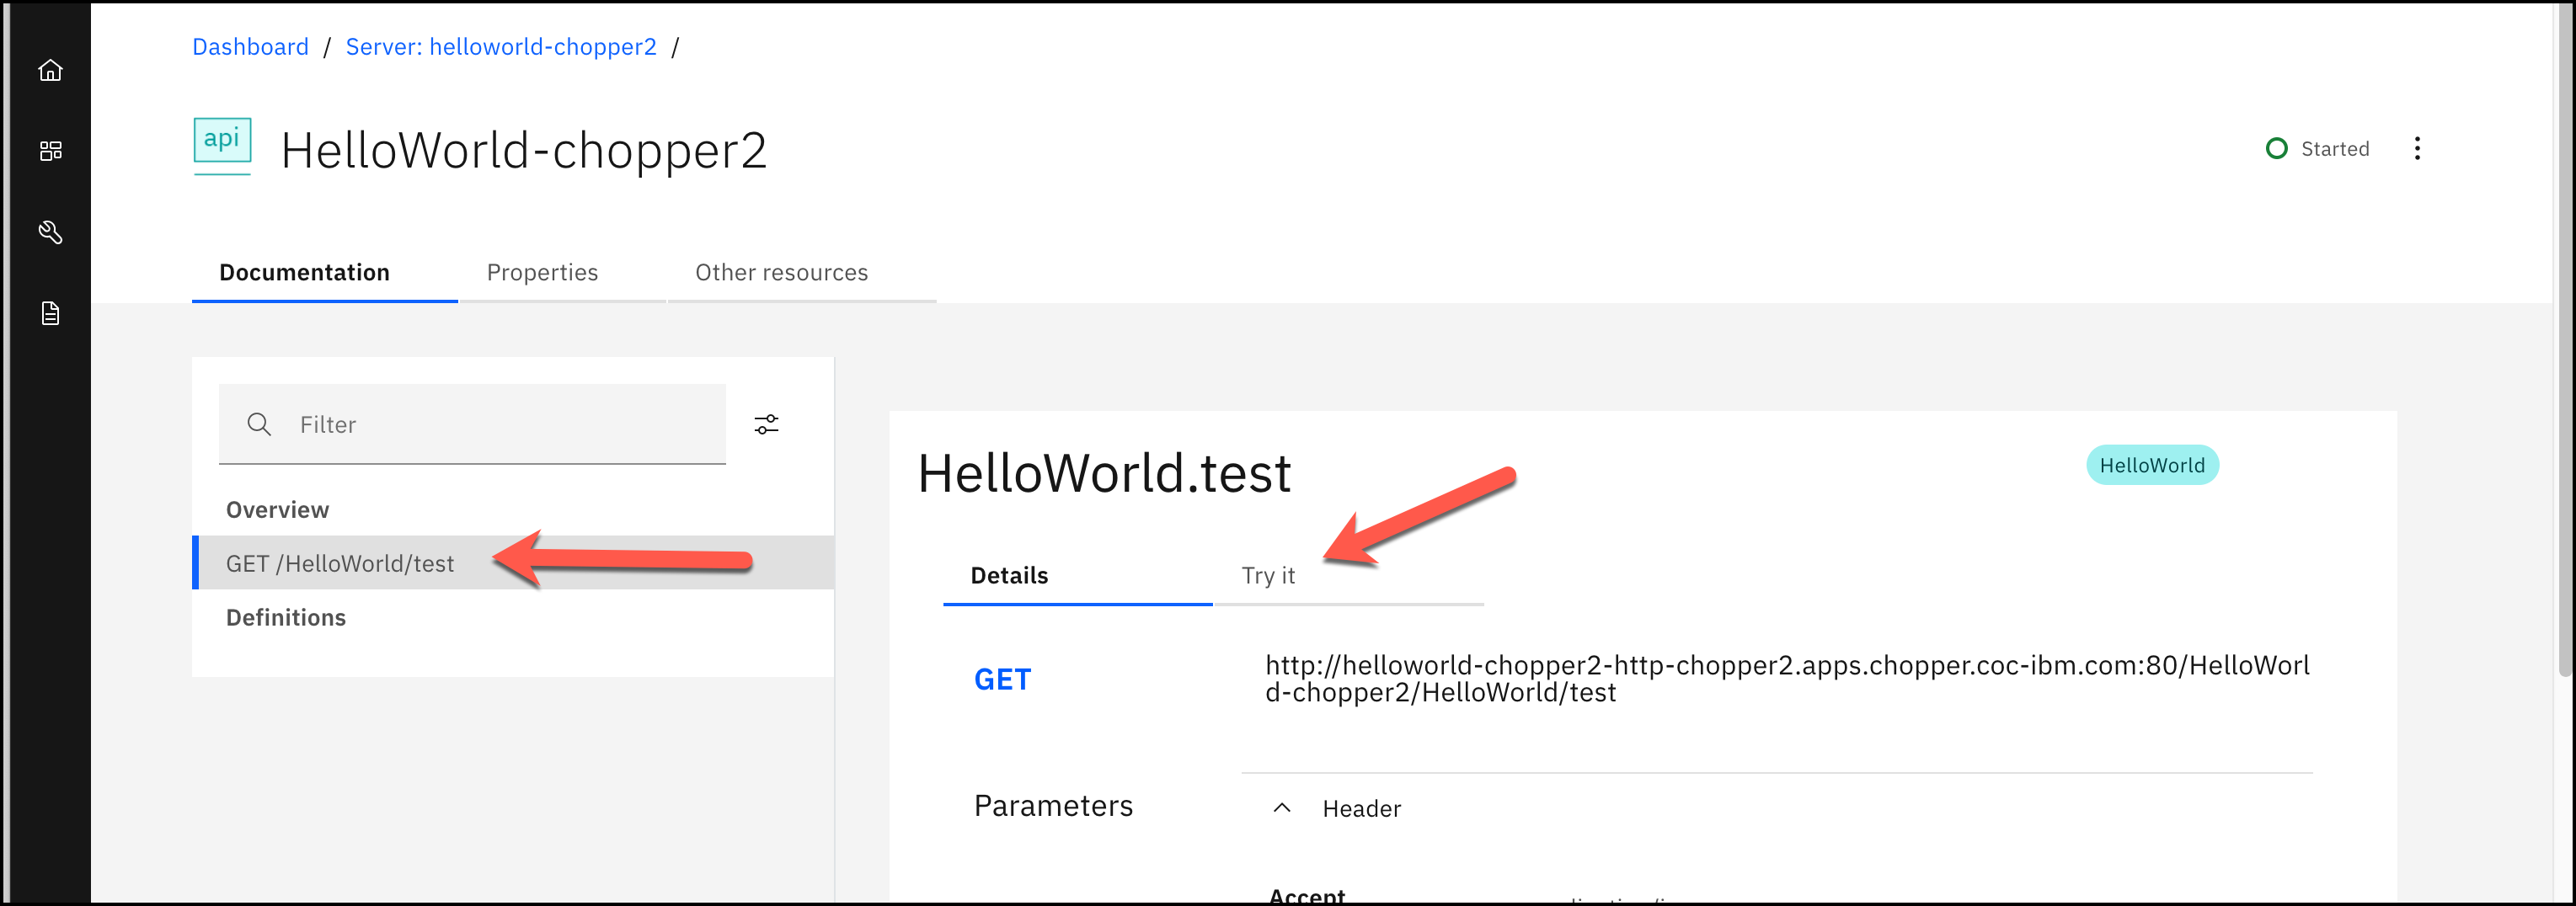 Dashboard / Server: helloworld-chopper2 /
api
HelloWorld-chopper2
Started
Documentation
Properties
Other resources
Filter
Overview
GET /HelloWorld/test
Definitions
HelloWorld.test
HelloWorld
Details
Try it
GET
http://helloworld-chopper2-http-chopper2.apps.chopper.coc-ibm.com:80/HelloWorl
d-chopper2/HelloWorld/test
Parameters
Header
Accept